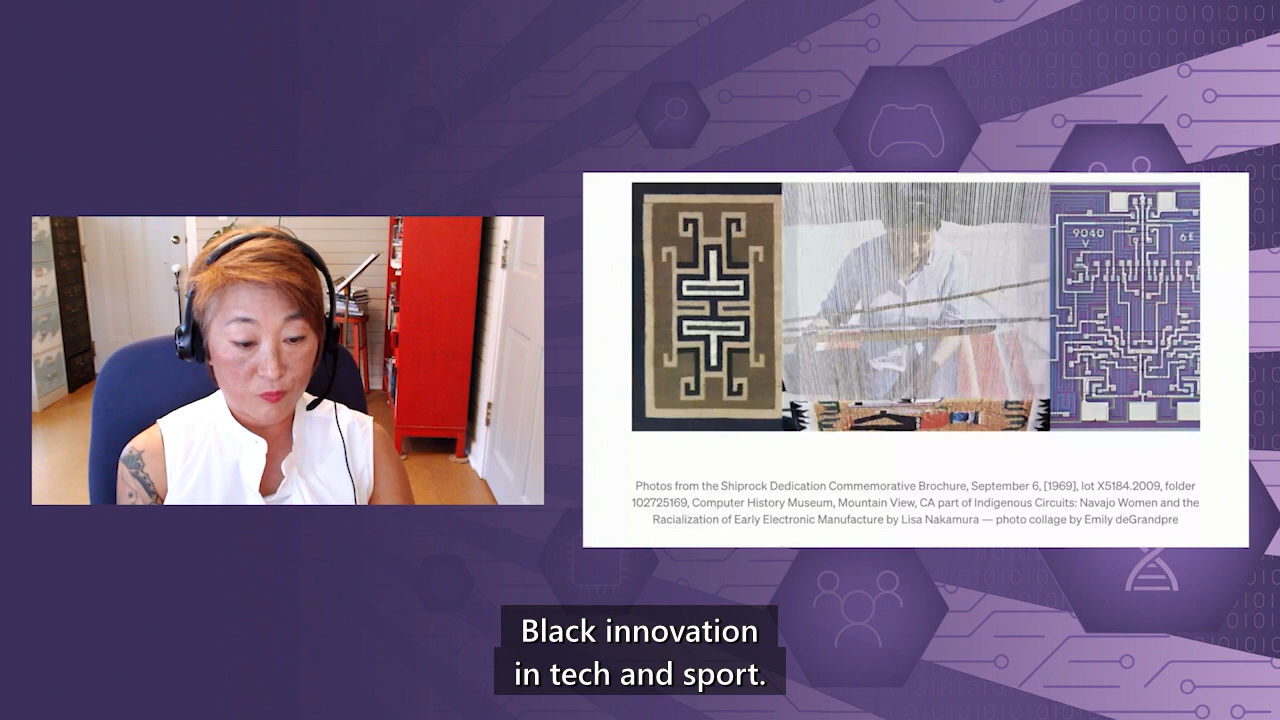 9040
V
6E
Photos from the Shiprock Dedication Commemorative Brochure, September 6, [1969], lot X5184.2009, folder
102725169, Computer History Museum, Mountain View, CA part of Indigenous Circuits: Navajo Women and the
Racialization of Early Electronic Manufacture by Lisa Nakamura — photo collage by Emily deGrandpre
Black innovation
in tech and sport.